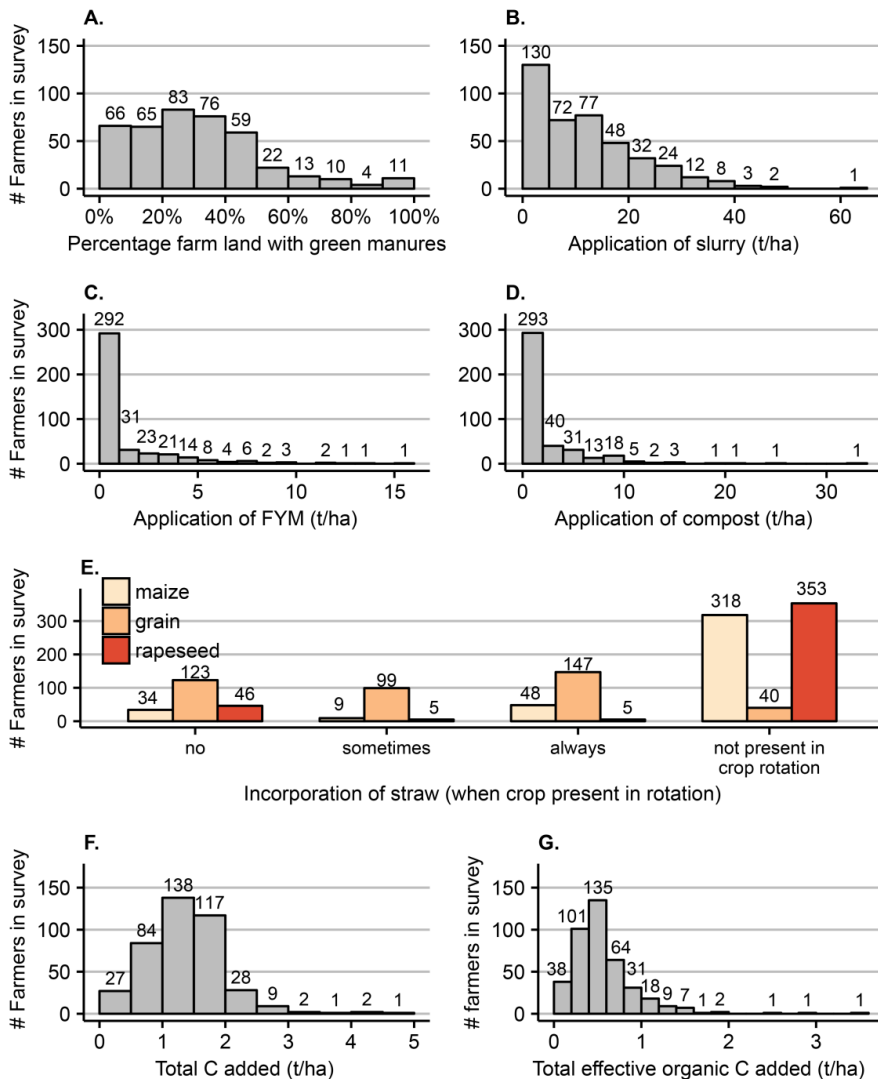 A.
# Farmers in survey
150
100
50
0
66 65 83 76 59 22 13 10 4 11
0% 20% 40% 60% 80% 100%
Percentage farm land with green manures
B.
150
100
50
0
130 72 77 48 32 24 12 8 3 2 1
0 20 40 60
Application of slurry (t/ha)
C.
# Farmers in survey
300
200
100
0
292 31 23 21 14 8 4 6 2 3 2 1 1 1
0 5 10 15
Application of FYM (t/ha)
D.
300
200
100
0
293 40 31 13 18 5 2 3 1 1 1 1
0 10 20 30
Application of compost (t/ha)
E.
# Farmers in survey
maize
grain
rapeseed
300
200
100
0
34 123 46 9 99 5 48 147 5 318 40 353
no sometimes always not present in
crop rotation
Incorporation of straw (when crop present in rotation)
F.
# Farmers in survey
150
100
50
0
27 84 138 117 28 9 2 1 2 1
0 1 2 3 4 5
Total C added (t/ha)
G.
# farmers in survey
150
100
50
0
38 101 135 64 31 18 9 7 1 2 1 1 1
0 1 2 3
Total effective organic C added (t/ha)